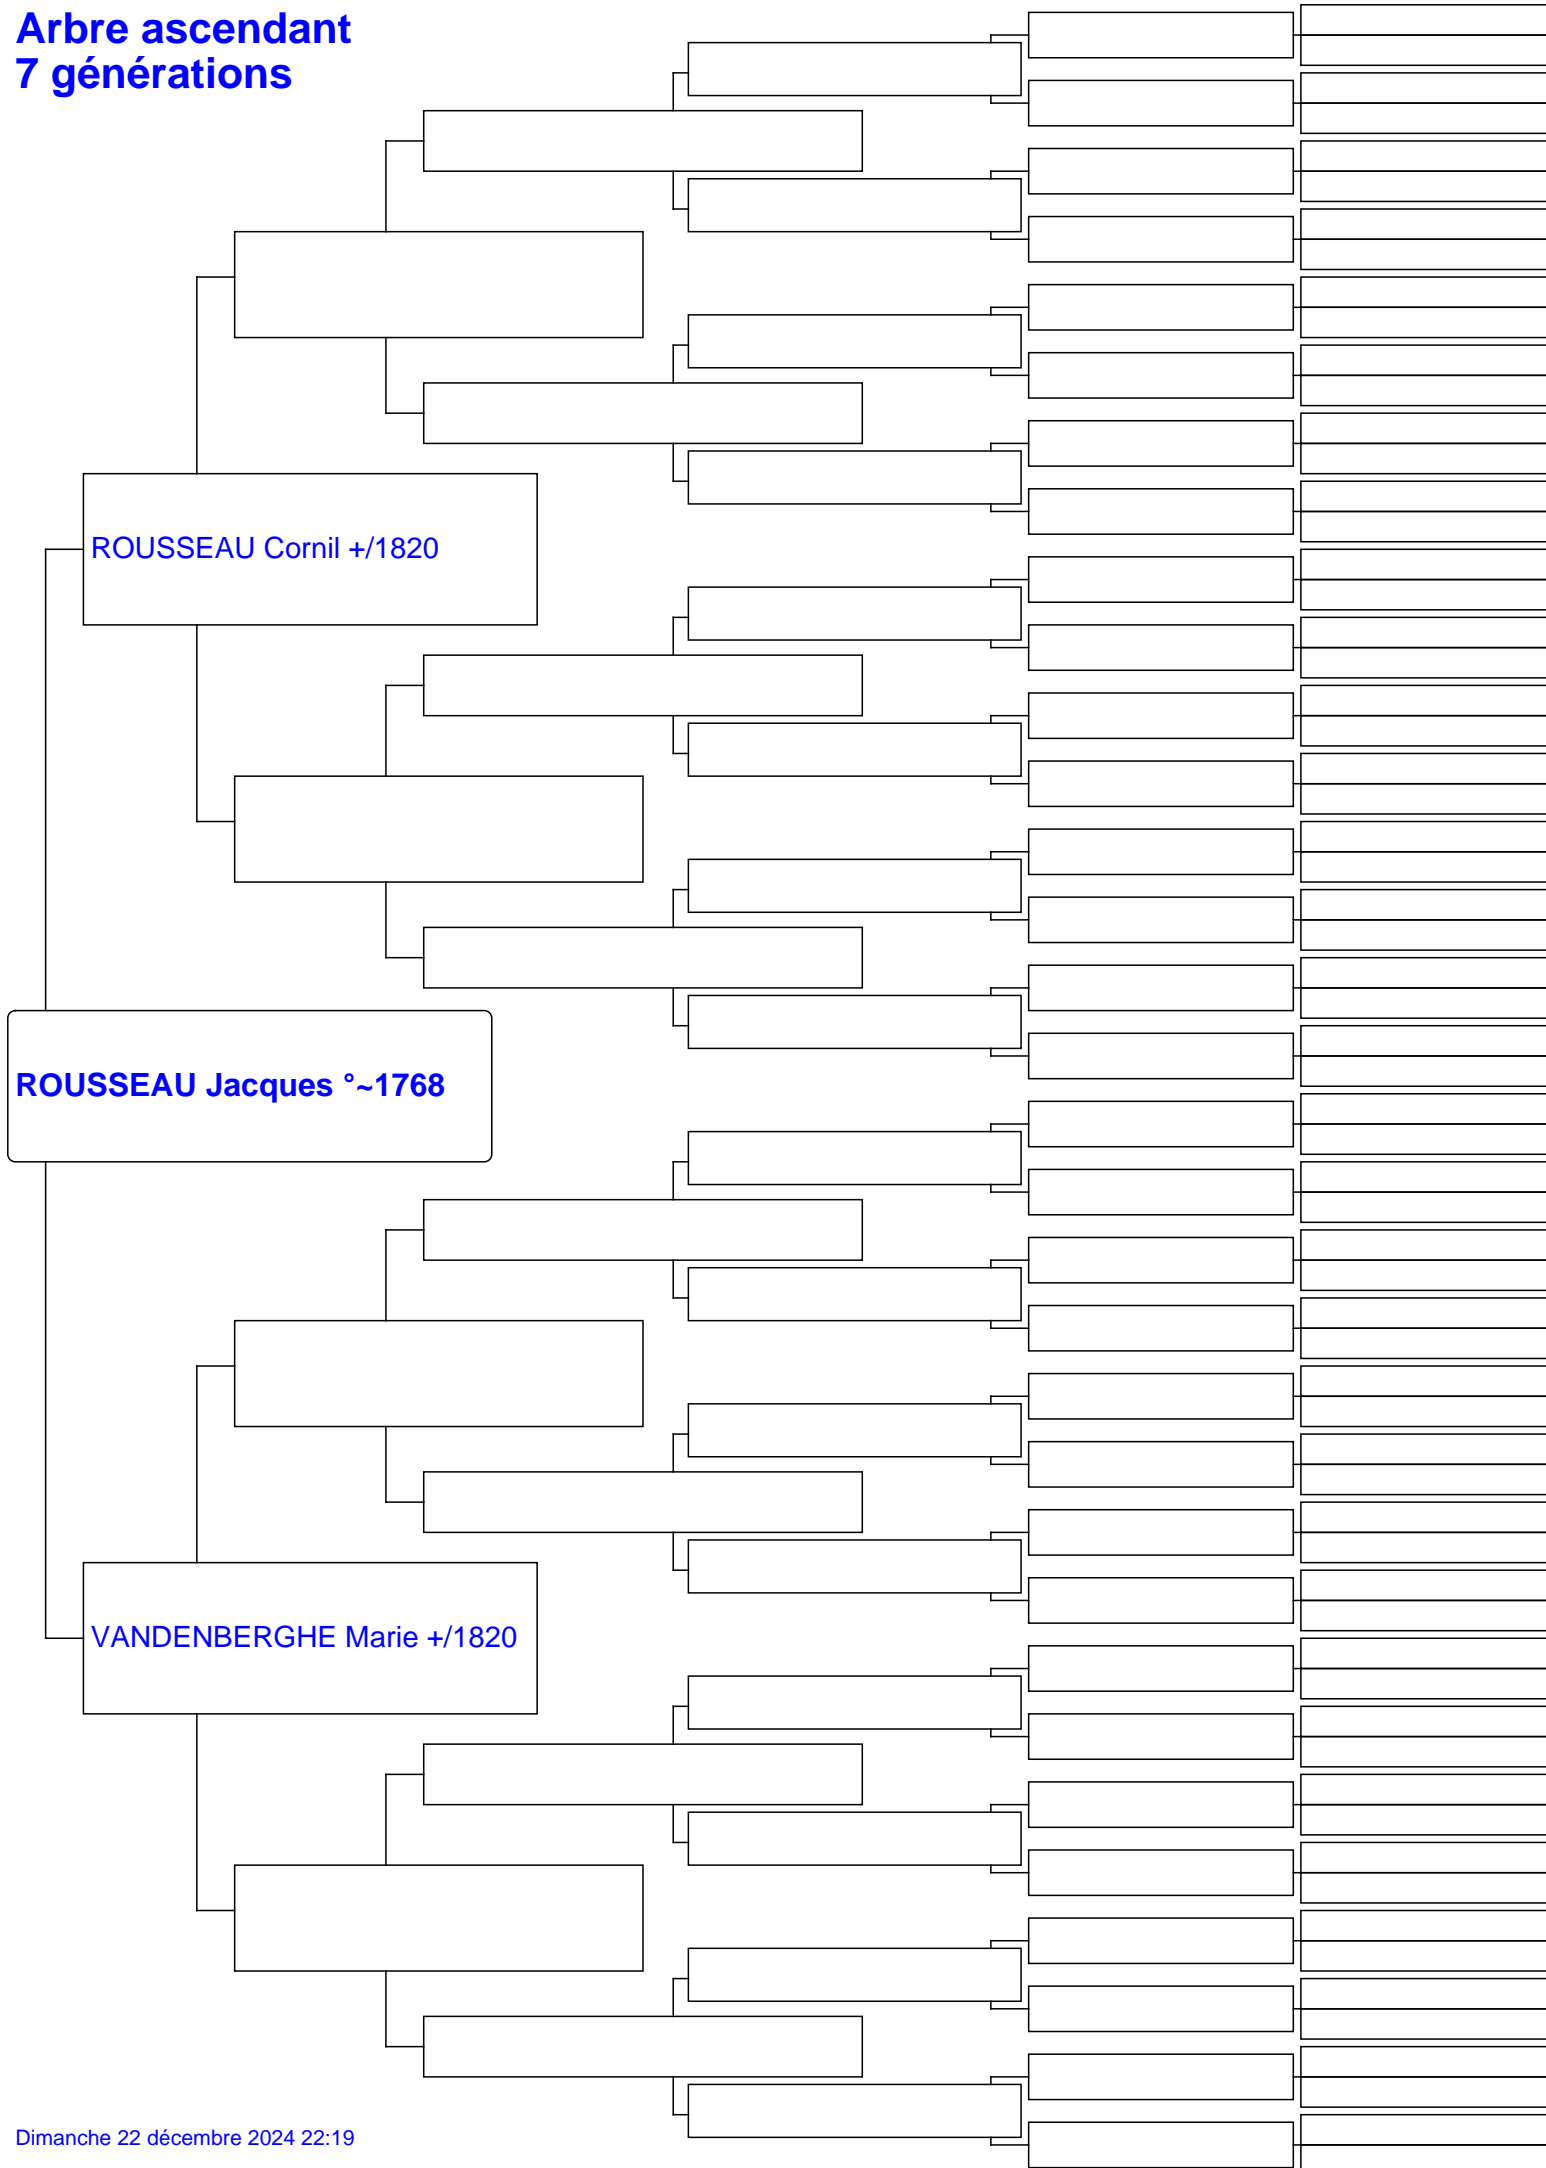 Arbre ascendant
7 générations
ROUSSEAU Cornil +/1820
ROUSSEAU Jacques °~1768
VANDENBERGHE Marie +/1820
Dimanche 22 décembre 2024 22:19